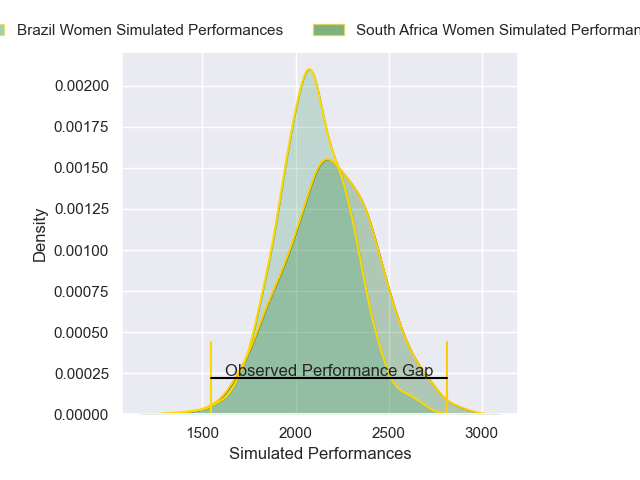 Brazil Women Simulated Performances
South Africa Women Simulated
0.00200
0.00175
0.00150
0.00125
0.00100
0.00075
0.00050
0.00025
0.00000
Density
Observed Performance Gap
1500 2000 2500 3000
Simulated Performances